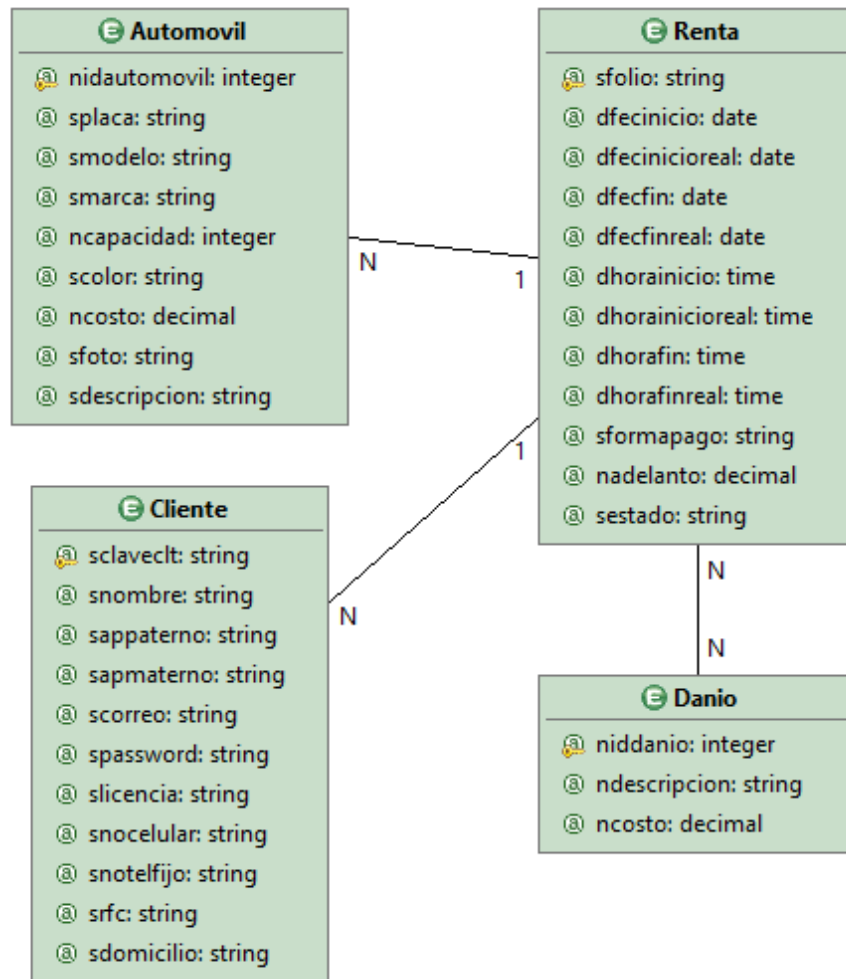 Automovil
nidautomovil: integer
splaca: string
smodelo: string
smarca: string
ncapacidad: integer
scolor: string
ncosto: decimal
sfoto: string
sdescripcion: string
N
1
Renta
sfolio: string
dfecinicio: date
dfecinicioreal: date
dfecfin: date
dfecfinreal: date
dhorainicio: time
dhorainicioreal: time
dhorafin: time
dhorafinreal: time
sformapago: string
nadelanto: decimal
sestado: string
1
N
Cliente
sclaveclt: string
snombre: string
sappaterno: string
sapmaterno: string
scorreo: string
spassword: string
slicencia: string
snocelular: string
snotelfijo: string
srfc: string
sdomicilio: string
N
N
Danio
niddanio: integer
ndescripcion: string
ncosto: decimal